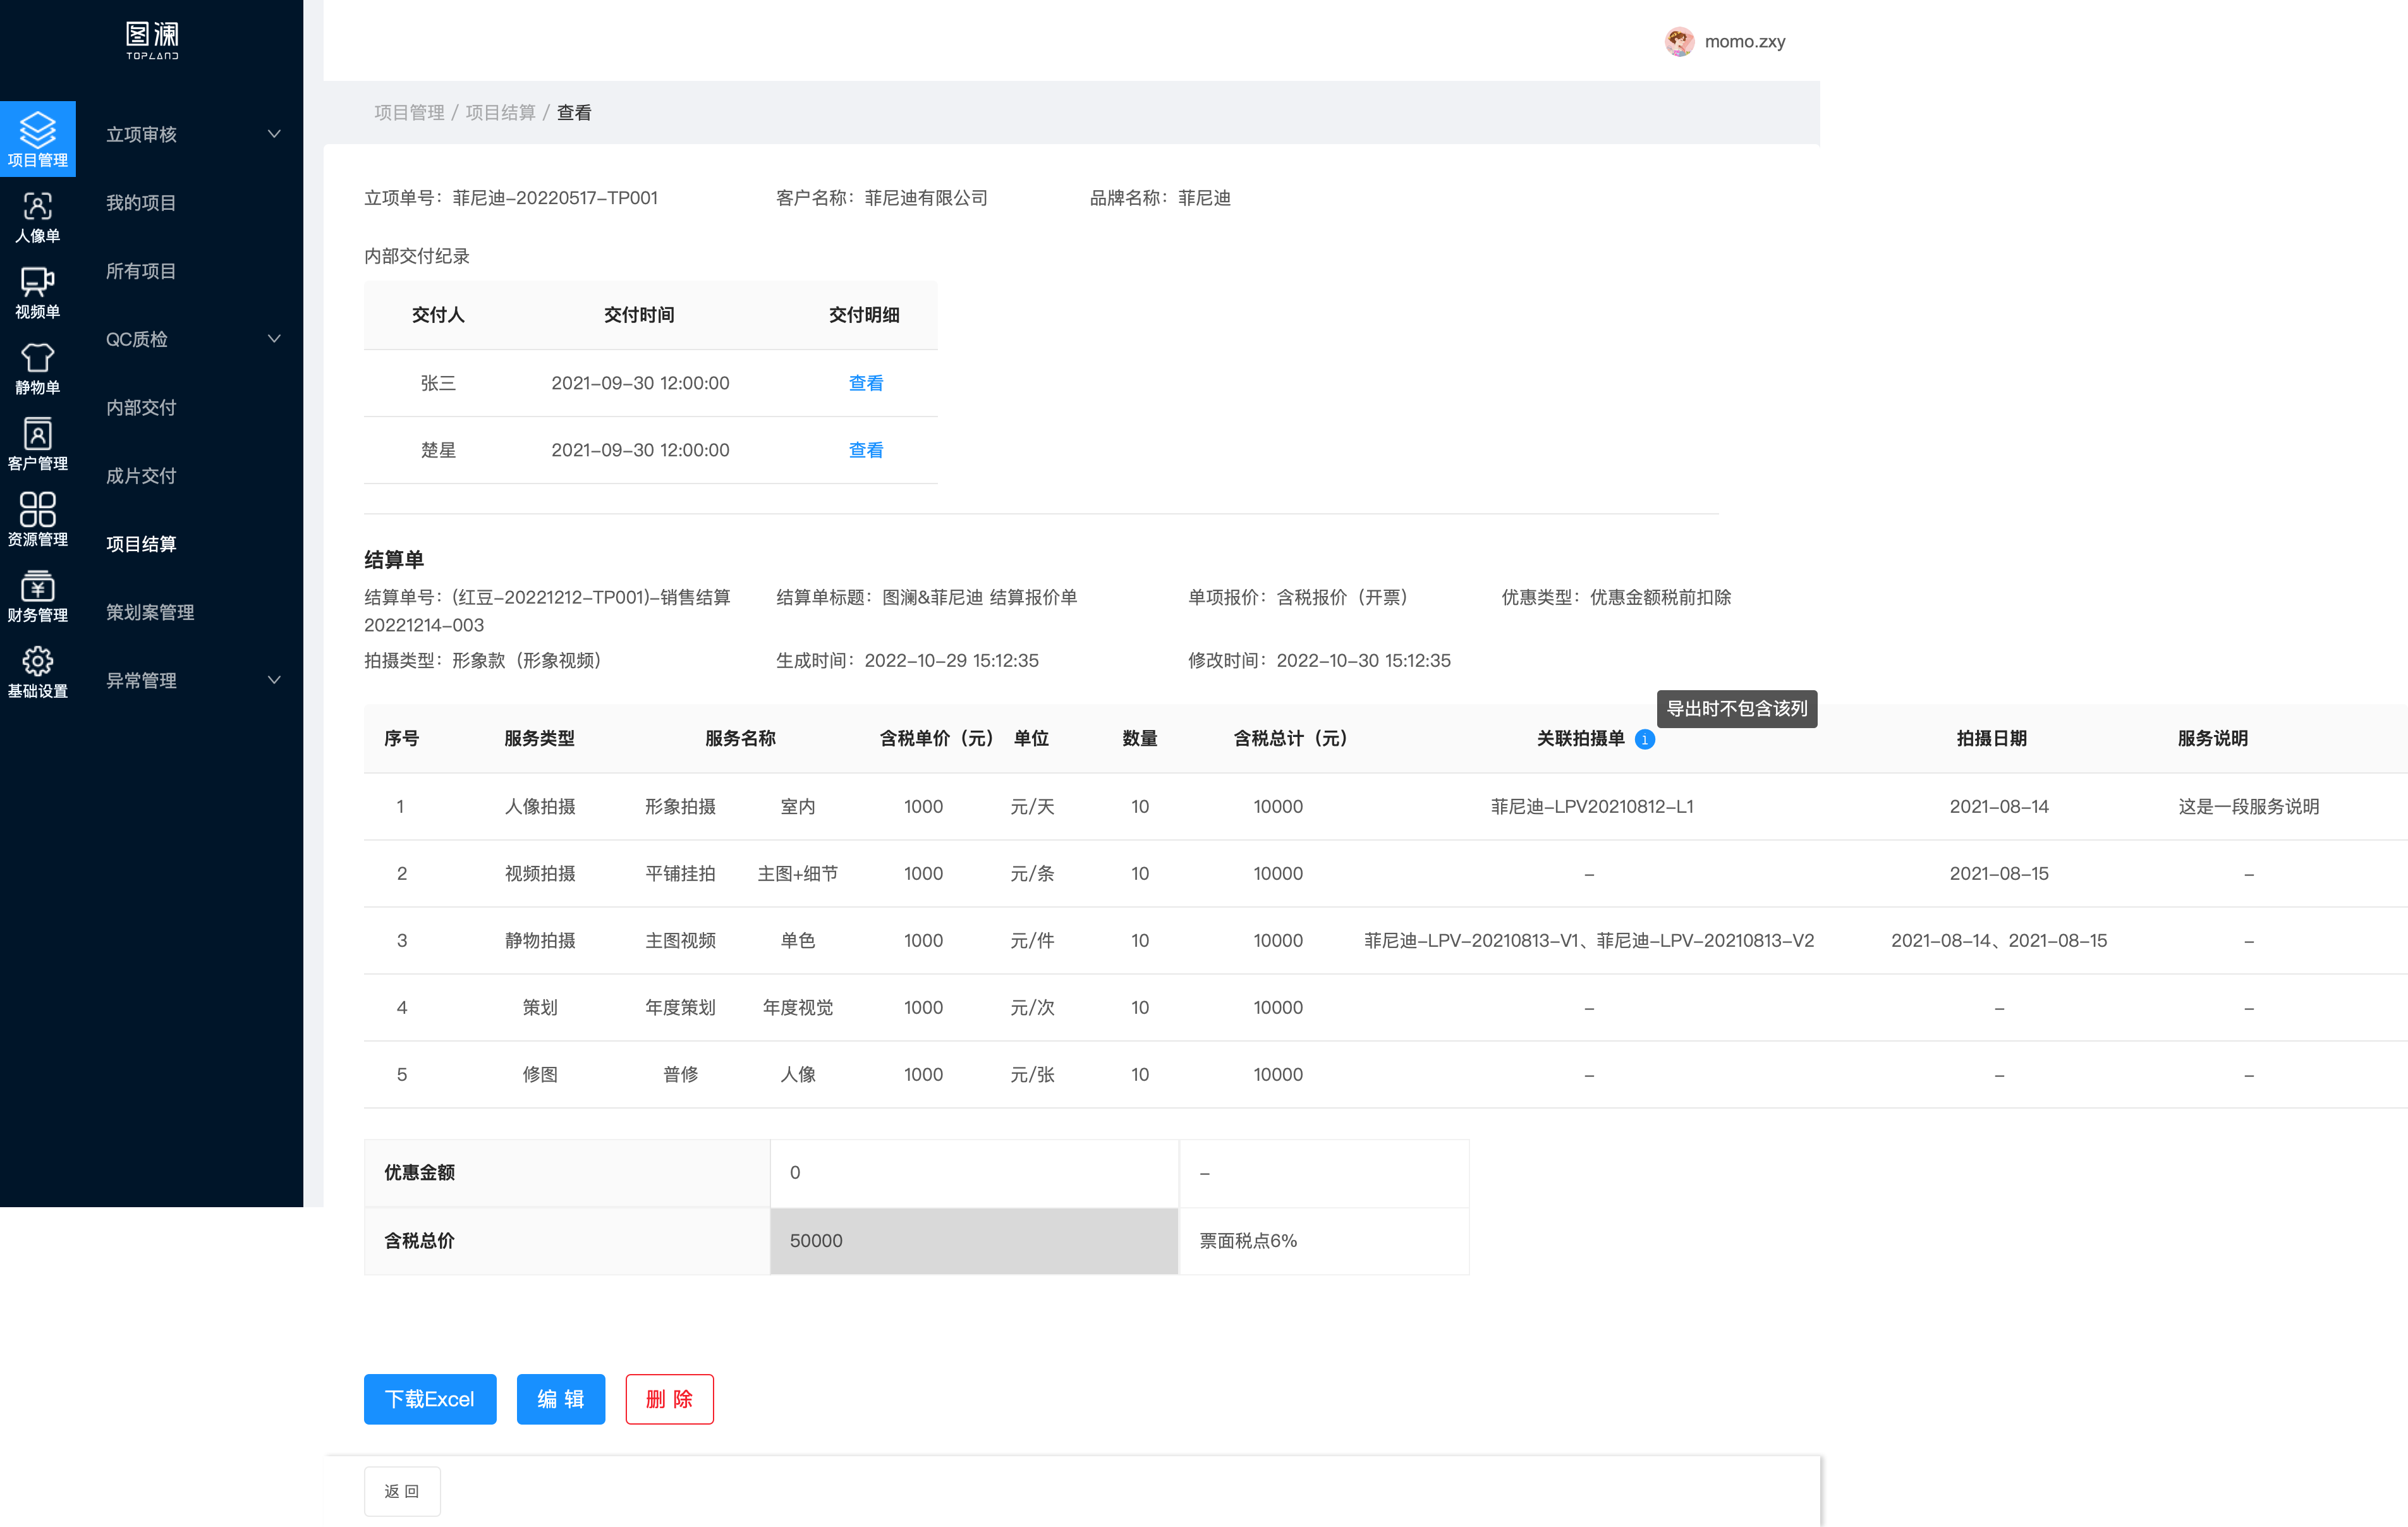 图澜
TOPLAND
momo.zxy
项目管理
人像单
视频单
静物单
客户管理
资源管理
财务管理
基础设置
立项审核
我的项目
所有项目
QC质检
内部交付
成片交付
项目结算
策划案管理
异常管理
项目管理 / 项目结算 / 查看
立项单号：菲尼迪-20220517-TP001 客户名称：菲尼迪有限公司 品牌名称：菲尼迪
内部交付纪录
交付人 交付时间 交付明细
张三 2021-09-30 12:00:00 查看
楚星 2021-09-30 12:00:00 查看
结算单
结算单号：(红豆-20221212-TP001)-销售结算 结算单标题：图澜&菲尼迪 结算报价单 单项报价：含税报价（开票） 优惠类型：优惠金额税前扣除
20221214-003
拍摄类型：形象款（形象视频） 生成时间：2022-10-29 15:12:35 修改时间：2022-10-30 15:12:35
导出时不包含该列
序号 服务类型 服务名称 含税单价（元） 单位 数量 含税总计（元） 关联拍摄单 1 拍摄日期 服务说明
1 人像拍摄 形象拍摄 室内 1000 元/天 10 10000 菲尼迪-LPV20210812-L1 2021-08-14 这是一段服务说明
2 视频拍摄 平铺挂拍 主图+细节 1000 元/条 10 10000 - 2021-08-15 -
3 静物拍摄 主图视频 单色 1000 元/件 10 10000 菲尼迪-LPV-20210813-V1、菲尼迪-LPV-20210813-V2 2021-08-14、2021-08-15 -
4 策划 年度策划 年度视觉 1000 元/次 10 10000 - - -
5 修图 普修 人像 1000 元/张 10 10000 - - -
优惠金额 0 -
含税总价 50000 票面税点6%
下载Excel 编 辑 删 除
返 回